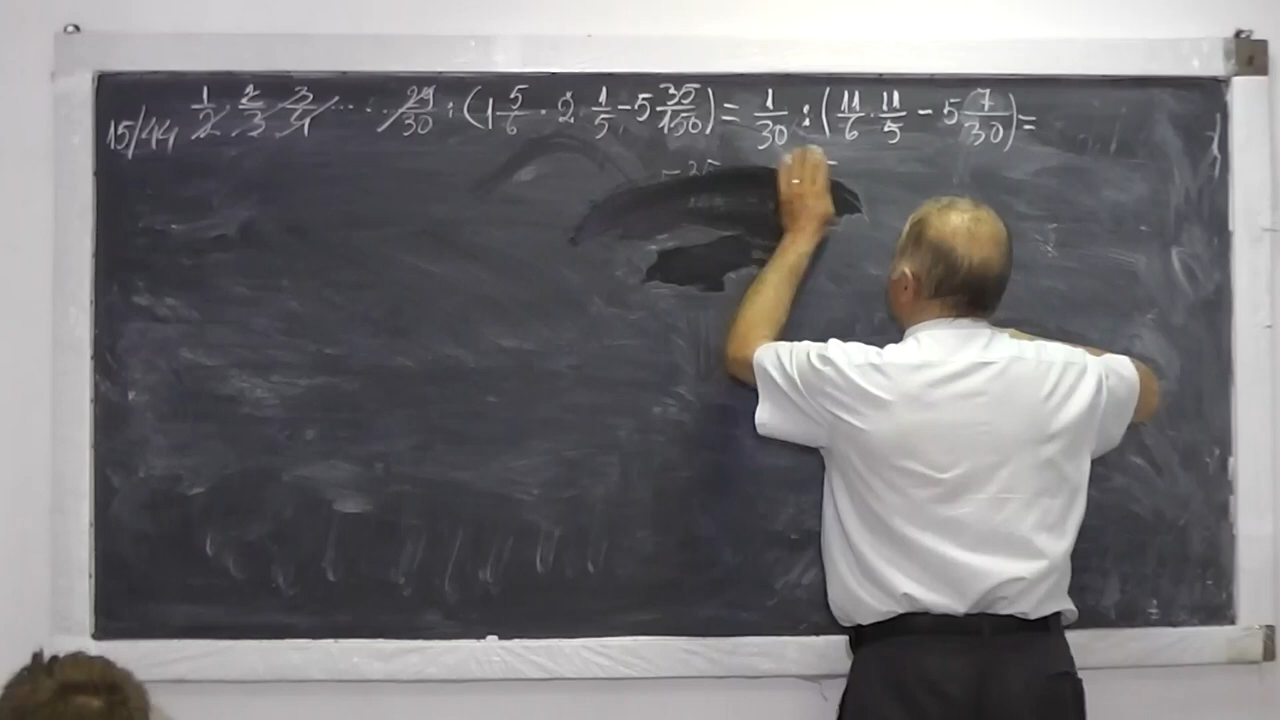 15/44 1/2 · 2/3 · 3/4 · ... · 29/30 : (1 5/6 · 2 1/5 - 5 35/150) = 1/30 : (11/6 · 11/5 - 5 7/30) =